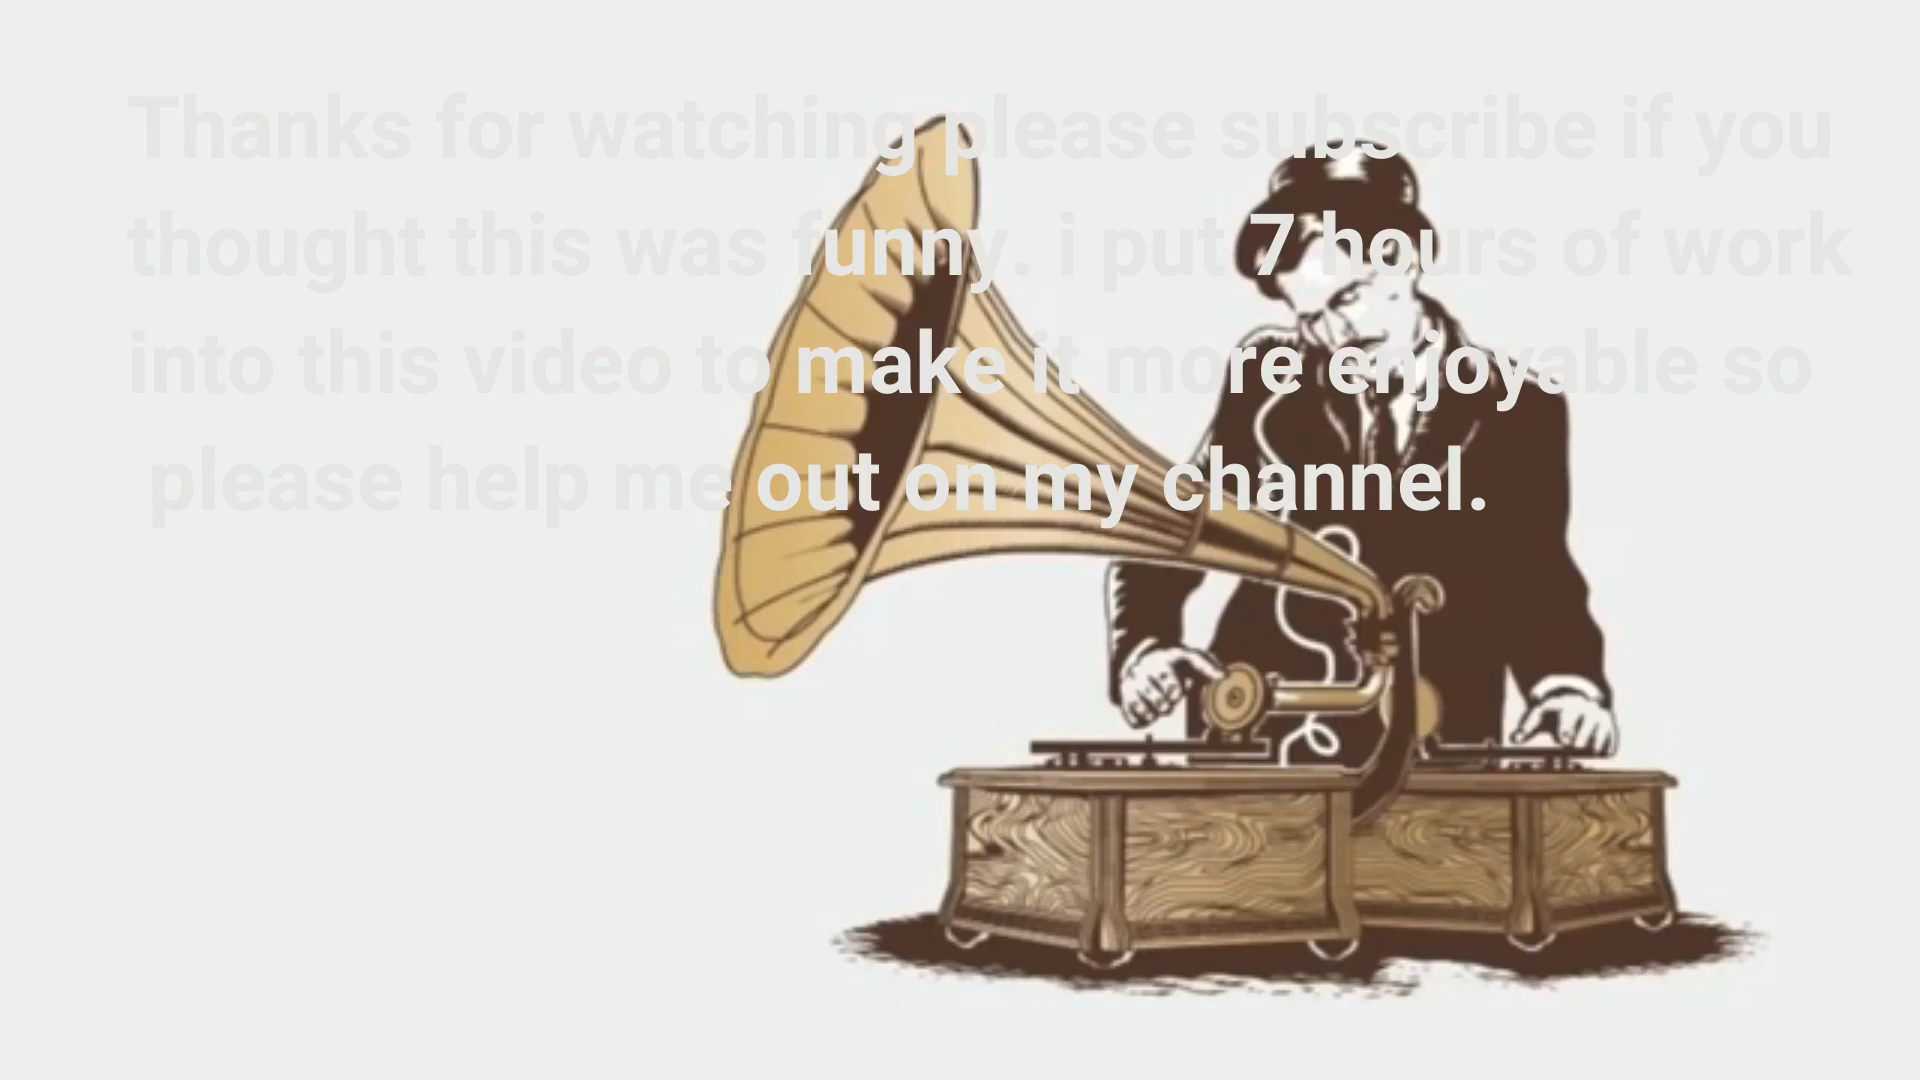 Thanks for watching please subscribe if you
thought this was funny. i put 7 hours of work
into this video to make it more enjoyable so
please help me out on my channel.